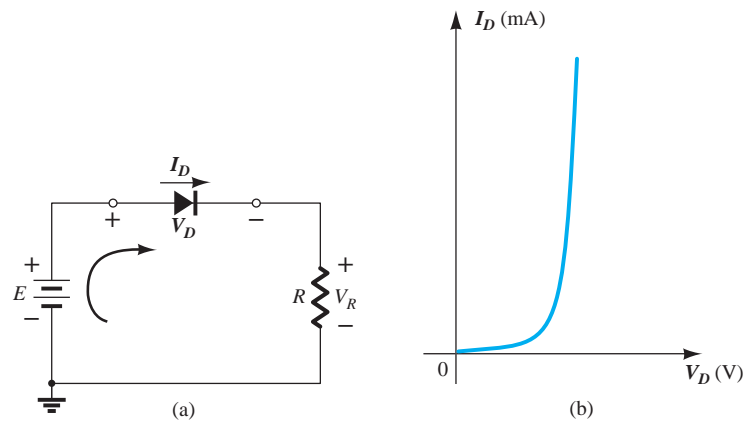 I_D
+ V_D −
+ E −
R
+ V_R −
(a)
I_D (mA)
0
V_D (V)
(b)